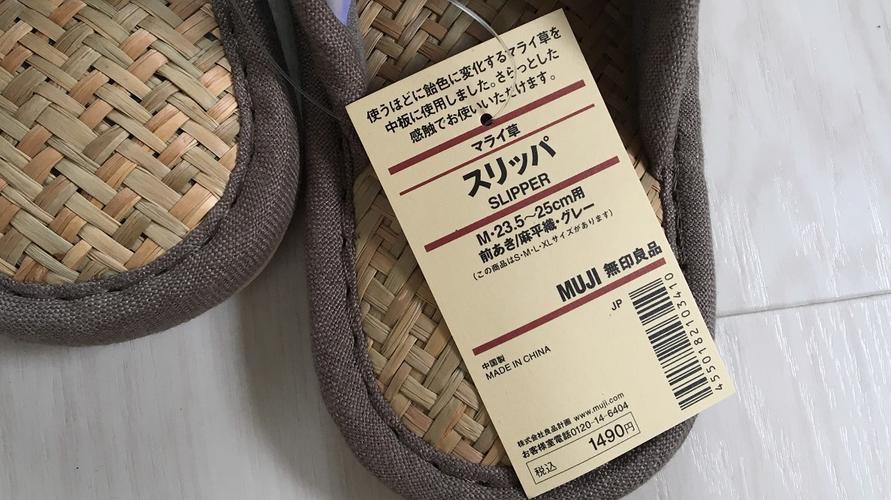 使うほどに飴色に変化するマライ草を
中板に使用しました。さらっとした
感触でお使いいただけます。
マライ草
スリッパ
SLIPPER
M・23.5〜25cm用
前あき/麻平織・グレー
(この商品はS・M・L・XLサイズがあります)
MUJI 無印良品
JP
4550182103410
中国製
MADE IN CHINA
株式会社良品計画 www.muji.com
お客様室電話0120-14-6404
税込 1490円